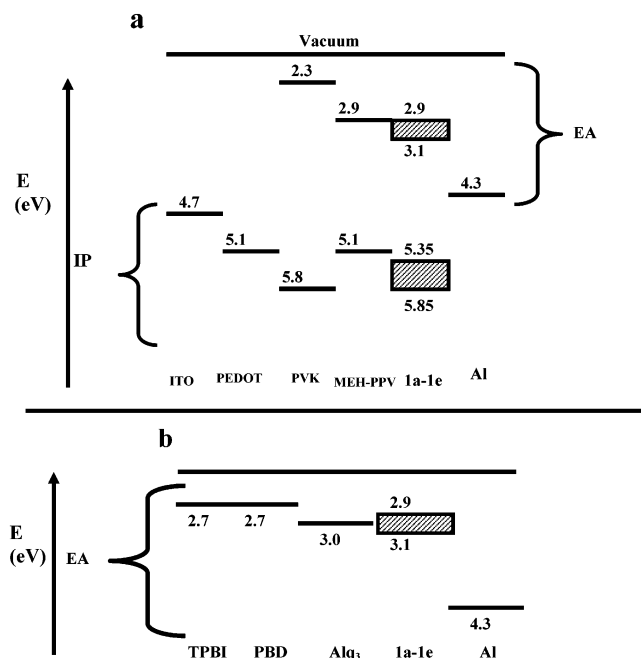 a
Vacuum
2.3
2.9 2.9
3.1
EA
4.3
E
(eV)
4.7
IP
5.1 5.1 5.35
5.8
5.85
ITO PEDOT PVK MEH-PPV 1a-1e Al
b
2.9
E
(eV)
EA
2.7 2.7 3.0 3.1
4.3
TPBI PBD Alq3 1a-1e Al